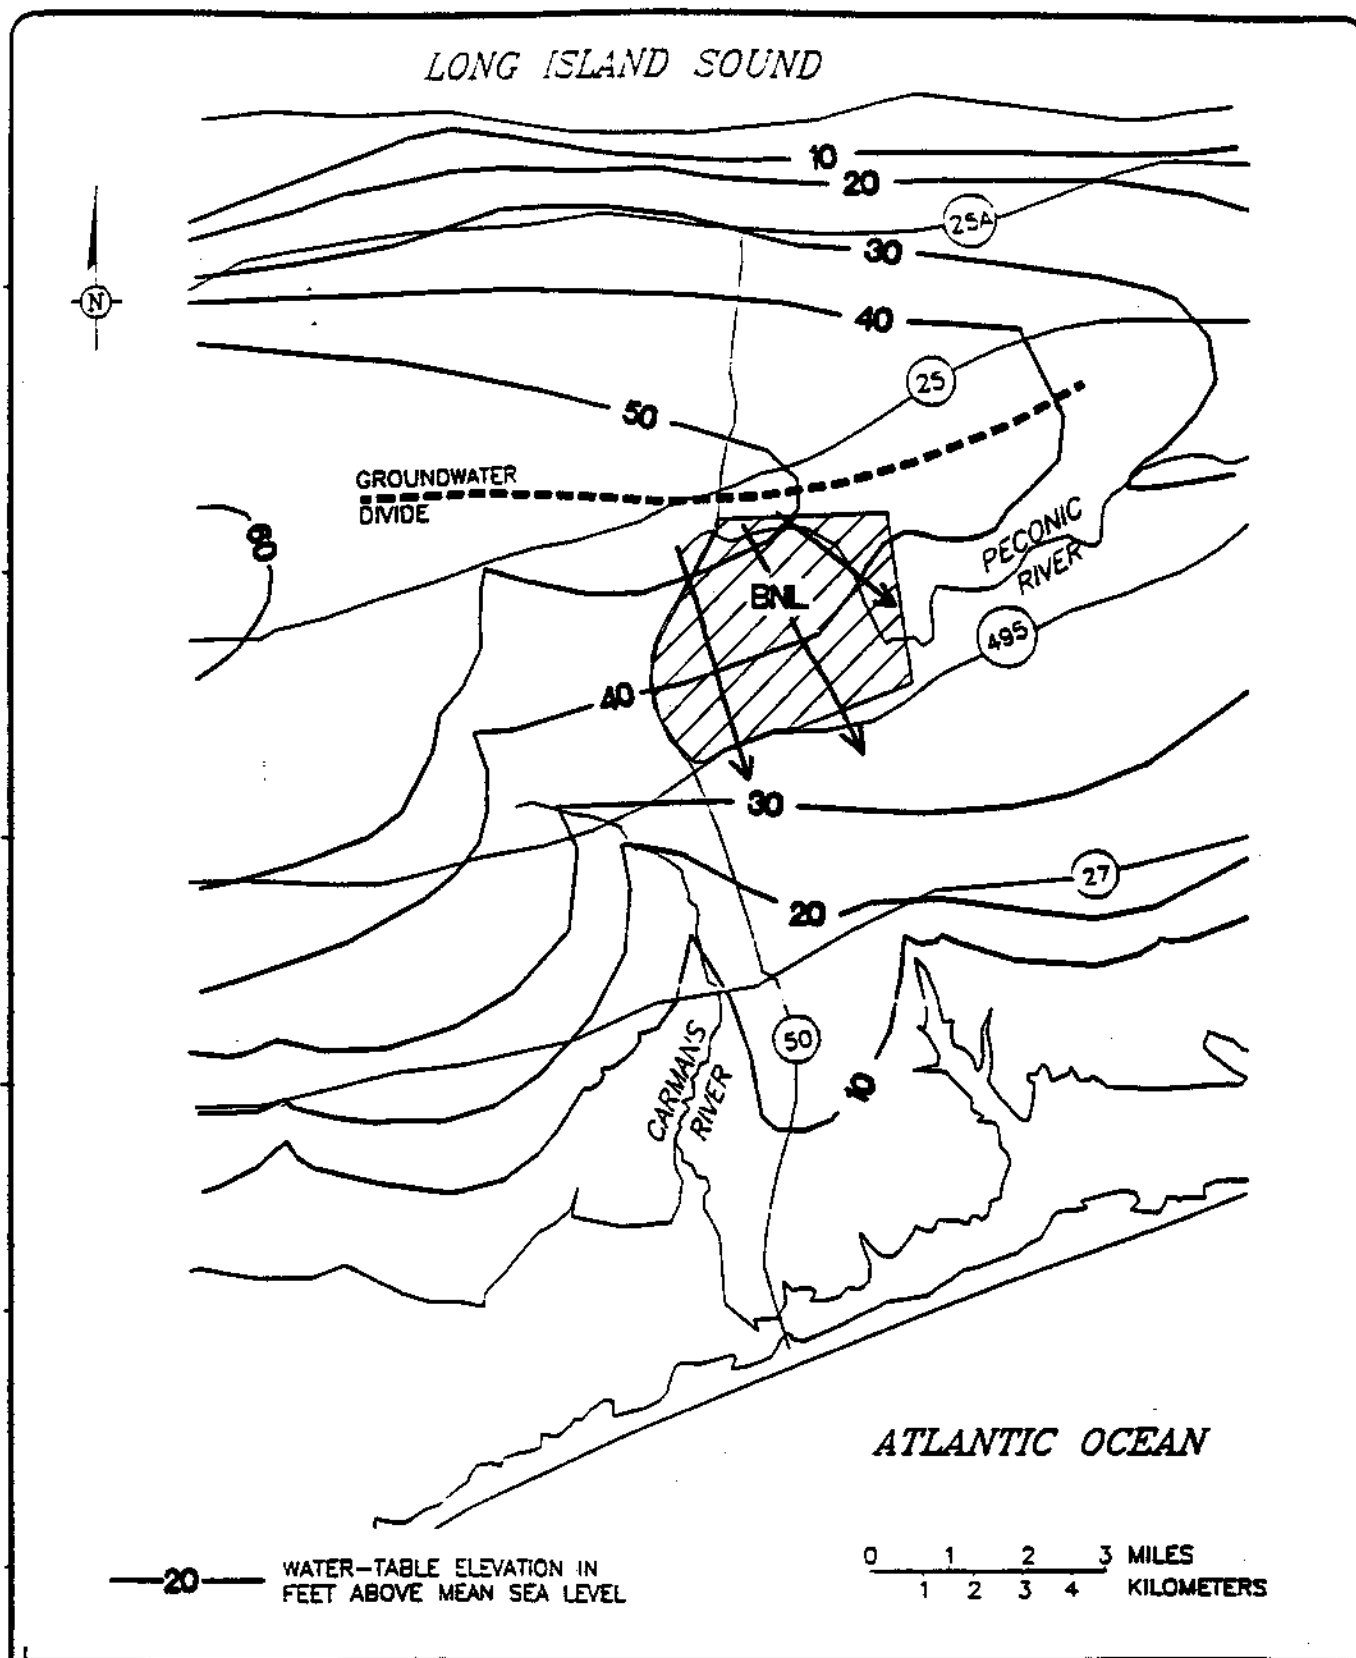 LONG ISLAND SOUND
10
20
25A
30
N
40
25
50
GROUNDWATER
DIVIDE
60
PECONIC
RIVER
BNL
495
40
30
27
20
50
CARMANS
RIVER
10
ATLANTIC OCEAN
20 WATER-TABLE ELEVATION IN
FEET ABOVE MEAN SEA LEVEL
0 1 2 3 MILES
1 2 3 4 KILOMETERS